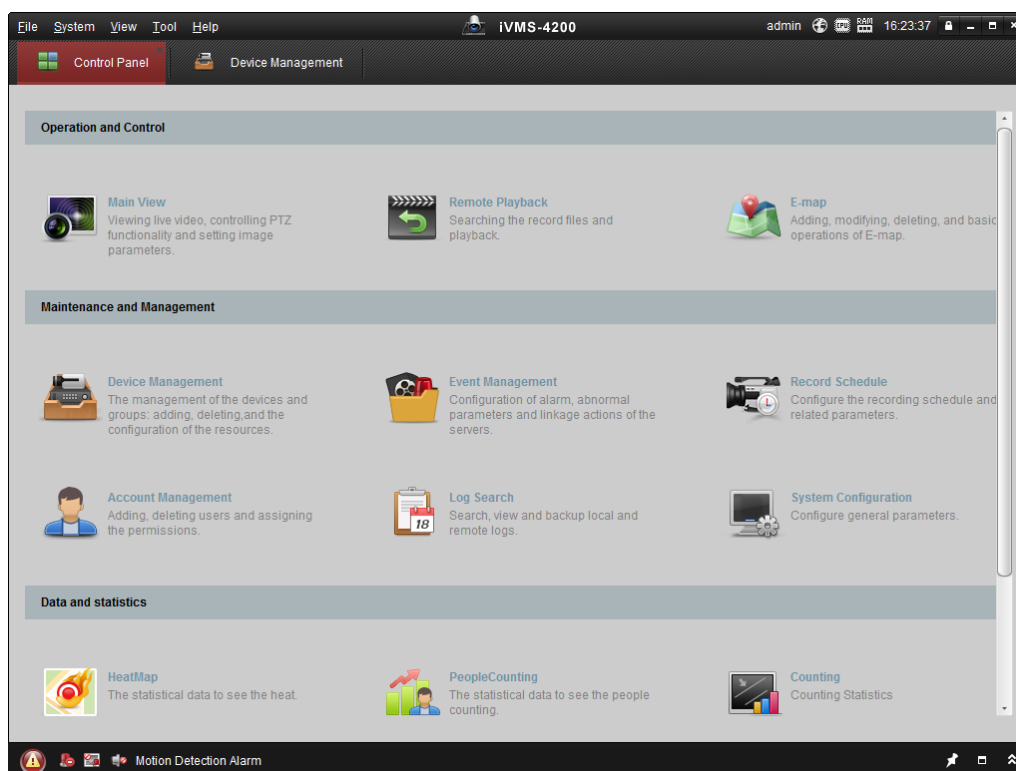 File System View Tool Help iVMS-4200 admin CPU RAM 16:23:37
Control Panel Device Management
Operation and Control
Main View
Viewing live video, controlling PTZ
functionality and setting image
parameters.
Remote Playback
Searching the record files and
playback.
E-map
Adding, modifying, deleting, and basic
operations of E-map.
Maintenance and Management
Device Management
The management of the devices and
groups: adding, deleting,and the
configuration of the resources.
Event Management
Configuration of alarm, abnormal
parameters and linkage actions of the
servers.
Record Schedule
Configure the recording schedule and
related parameters.
Account Management
Adding, deleting users and assigning
the permissions.
18
Log Search
Search, view and backup local and
remote logs.
System Configuration
Configure general parameters.
Data and statistics
HeatMap
The statistical data to see the heat.
PeopleCounting
The statistical data to see the people
counting.
Counting
Counting Statistics
Motion Detection Alarm